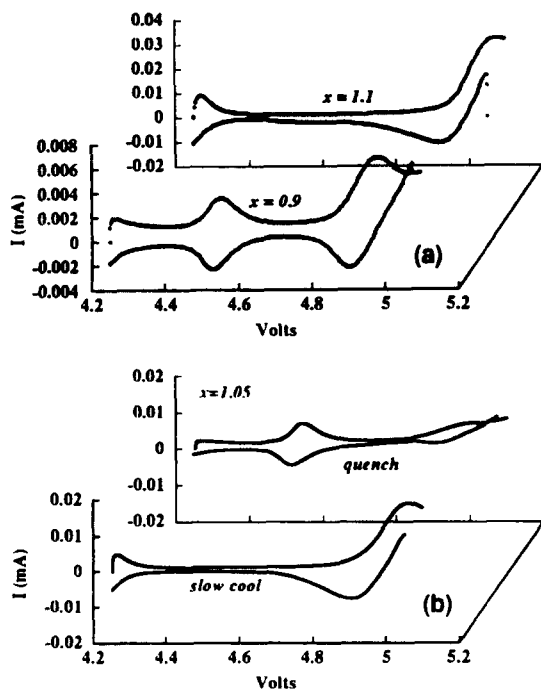 0.04
0.03
0.02
0.01
0
-0.01
-0.02
x = 1.1
0.008
0.006
0.004
0.002
0
-0.002
-0.004
I (mA)
x = 0.9
(a)
4.2 4.4 4.6 4.8 5.0 5.2
Volts
0.02
0.01
0
-0.01
-0.02
x=1.05
quench
0.02
0.01
0
-0.01
-0.02
I (mA)
slow cool
(b)
4.2 4.4 4.6 4.8 5.0 5.2
Volts